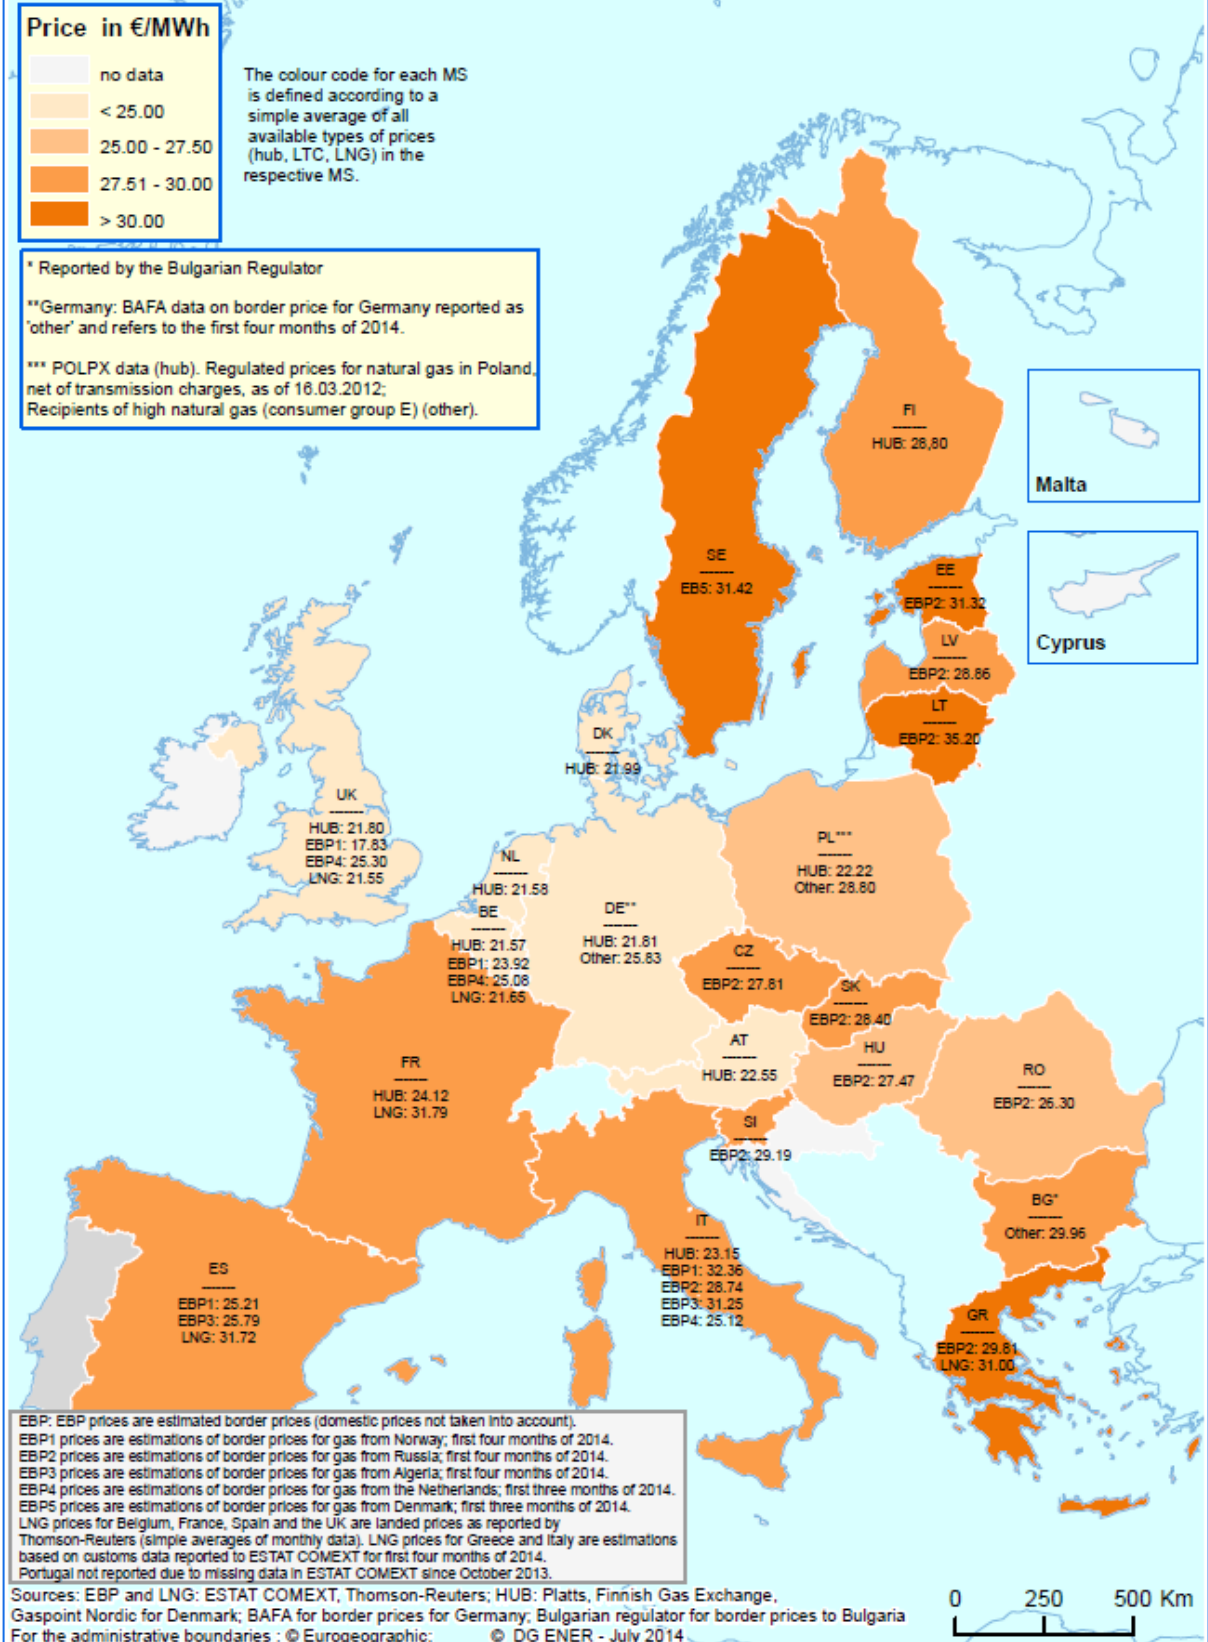 Price in €/MWh
no data
< 25.00
25.00 - 27.50
27.51 - 30.00
> 30.00
The colour code for each MS
is defined according to a
simple average of all
available types of prices
(hub, LTC, LNG) in the
respective MS.
* Reported by the Bulgarian Regulator
**Germany: BAFA data on border price for Germany reported as
'other' and refers to the first four months of 2014.
*** POLPX data (hub). Regulated prices for natural gas in Poland,
net of transmission charges, as of 16.03.2012;
Recipients of high natural gas (consumer group E) (other).
Malta
Cyprus
FI
-------
HUB: 28,80
SE
-------
EB5: 31.42
EE
-------
EBP2: 31.32
LV
-------
EBP2: 28.86
LT
-------
EBP2: 35.20
DK
-------
HUB: 21.99
UK
-------
HUB: 21.80
EBP1: 17.83
EBP4: 25.30
LNG: 21.55
NL
-------
HUB: 21.58
BE
-------
HUB: 21.57
EBP1: 23.92
EBP4: 25.08
LNG: 21.65
DE**
-------
HUB: 21.81
Other: 25.83
PL***
-------
HUB: 22.22
Other: 28.80
CZ
-------
EBP2: 27.81
SK
-------
EBP2: 28.40
AT
-------
HUB: 22.55
HU
-------
EBP2: 27.47
RO
-------
EBP2: 26.30
FR
-------
HUB: 24.12
LNG: 31.79
SI
-------
EBP2: 29.19
BG*
-------
Other: 29.96
IT
-------
HUB: 23.15
EBP1: 32.36
EBP2: 28.74
EBP3: 31.25
EBP4: 25.12
ES
-------
EBP1: 25.21
EBP3: 25.79
LNG: 31.72
GR
-------
EBP2: 29.81
LNG: 31.00
EBP: EBP prices are estimated border prices (domestic prices not taken into account).
EBP1 prices are estimations of border prices for gas from Norway; first four months of 2014.
EBP2 prices are estimations of border prices for gas from Russia; first four months of 2014.
EBP3 prices are estimations of border prices for gas from Algeria; first four months of 2014.
EBP4 prices are estimations of border prices for gas from the Netherlands; first three months of 2014.
EBP5 prices are estimations of border prices for gas from Denmark; first three months of 2014.
LNG prices for Belgium, France, Spain and the UK are landed prices as reported by
Thomson-Reuters (simple averages of monthly data). LNG prices for Greece and Italy are estimations
based on customs data reported to ESTAT COMEXT for first four months of 2014.
Portugal not reported due to missing data in ESTAT COMEXT since October 2013.
Sources: EBP and LNG: ESTAT COMEXT, Thomson-Reuters; HUB: Platts, Finnish Gas Exchange,
Gaspoint Nordic for Denmark; BAFA for border prices for Germany; Bulgarian regulator for border prices to Bulgaria
For the administrative boundaries : © Eurogeographic; © DG ENER - July 2014
0 250 500 Km